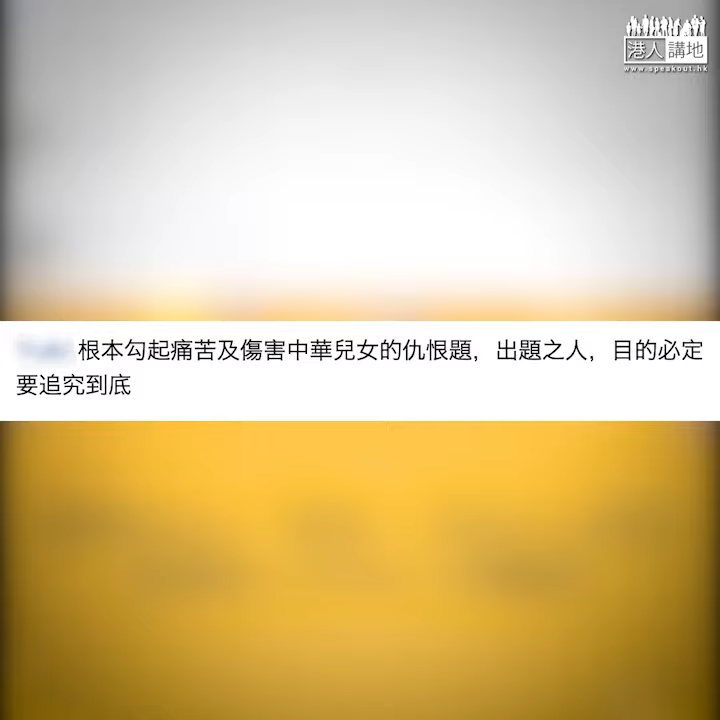 港人講地
www.speakout.hk
根本勾起痛苦及傷害中華兒女的仇恨題，出題之人，目的必定
要追究到底